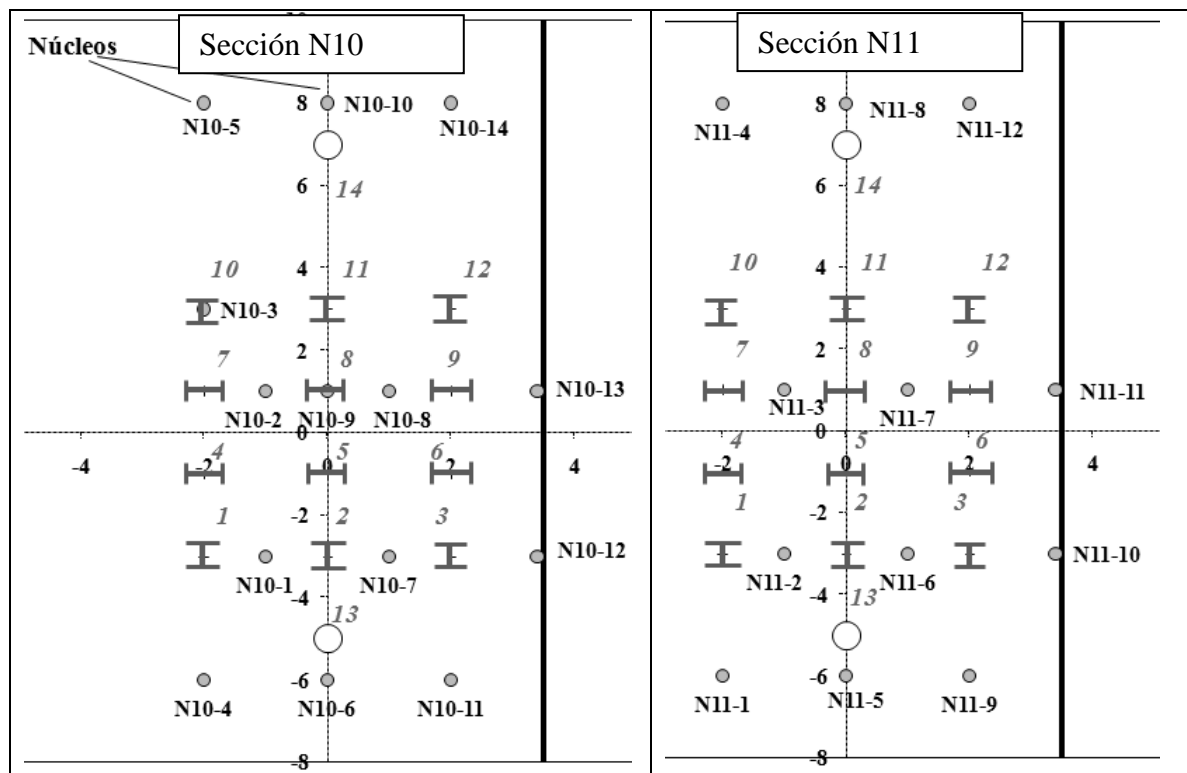 Núcleos
Sección N10
8
N10-10
N10-5
N10-14
6
14
4
10
11
12
N10-3
2
7
8
9
N10-13
N10-2
N10-9
N10-8
0
-4
-2
0
2
4
4
5
6
-2
1
2
3
N10-12
N10-1
N10-7
-4
13
-6
N10-4
N10-6
N10-11
-8
Sección N11
8
N11-8
N11-4
N11-12
6
14
4
10
11
12
2
7
8
9
N11-11
N11-3
N11-7
0
-2
0
2
4
4
5
6
-2
1
2
3
N11-10
N11-2
N11-6
-4
13
-6
N11-1
N11-5
N11-9
-8